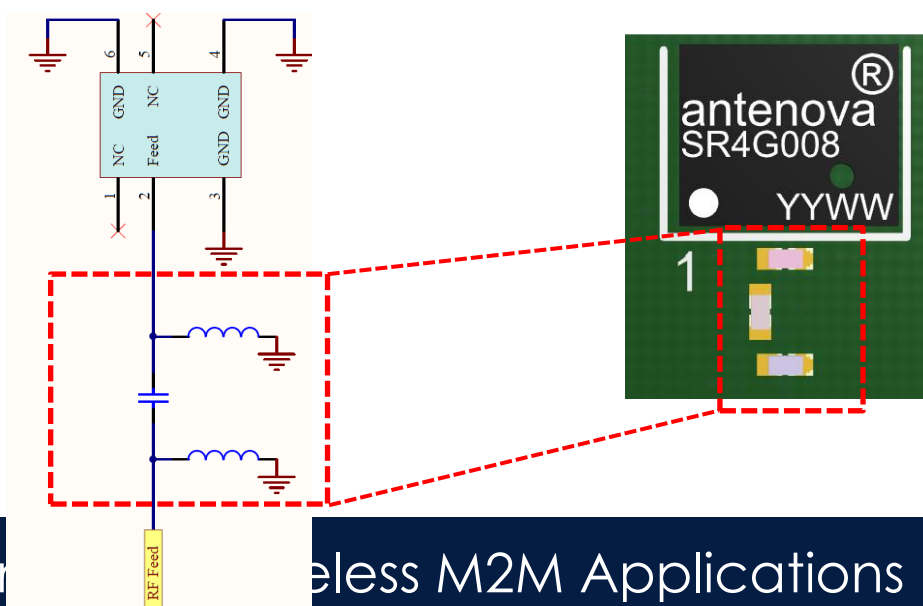 6
5
4
GND
NC
GND
NC
Feed
GND
1
2
3
RF Feed
®
antenova
SR4G008
YYWW
1
eless M2M Applications